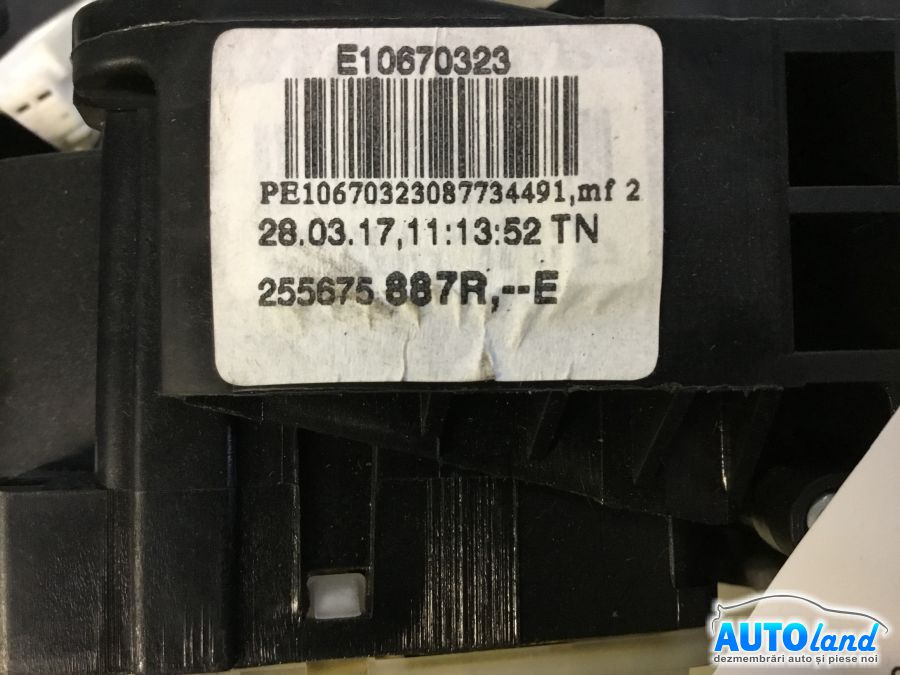 E10670323
PE10670323087734491,mf 2
28.03.17,11:13:52 TN
255675 887R,--E
AUTOland
dezmembrări auto și piese noi